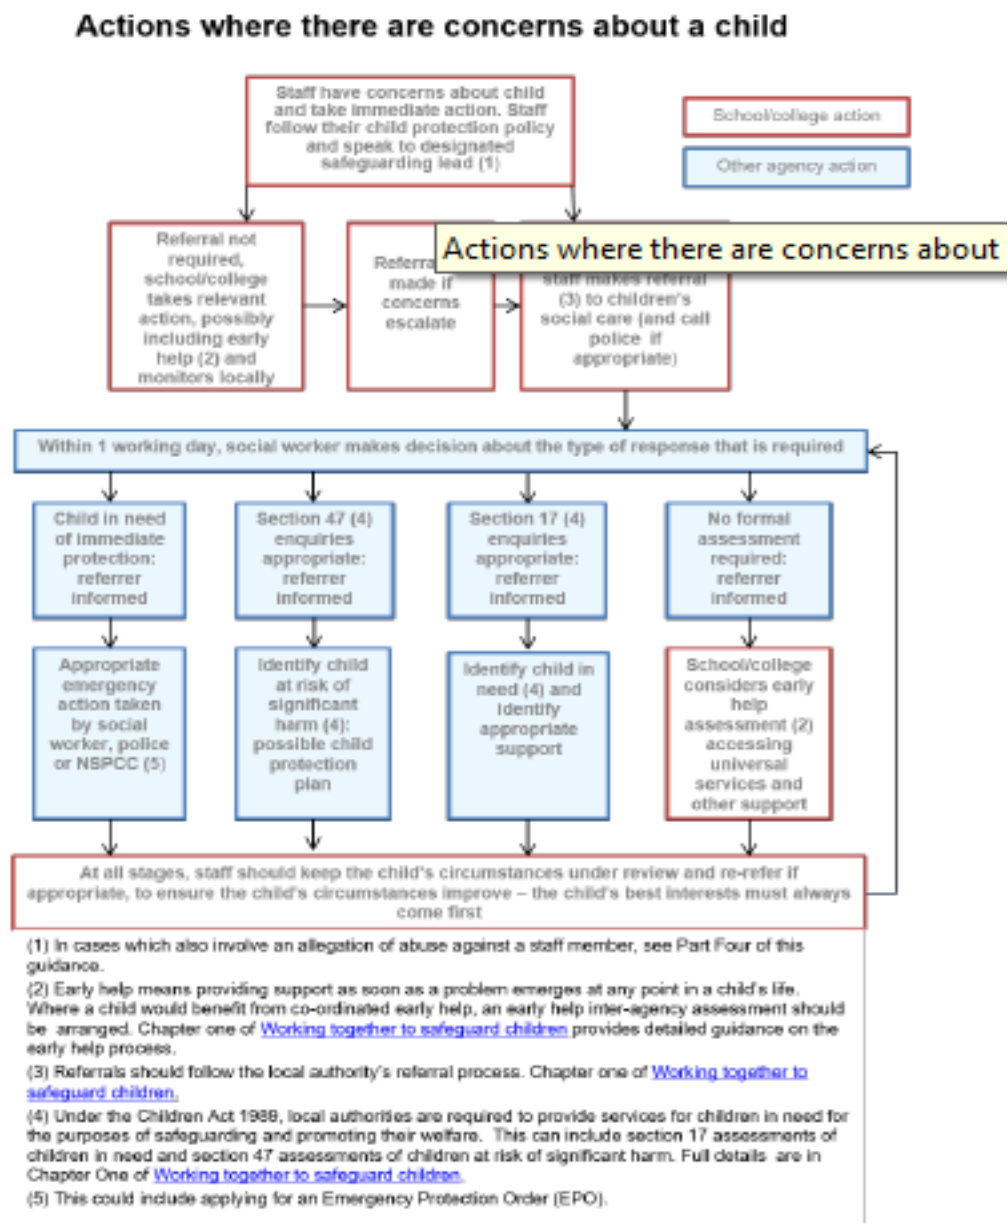 Actions where there are concerns about a child
Staff have concerns about child
and take immediate action. Staff
follow their child protection policy
and speak to designated
safeguarding lead (1)
School/college action
Other agency action
Referral not
required,
school/college
takes relevant
action, possibly
including early
help (2) and
monitors locally
Referral
made if
concerns
escalate
Actions where there are concerns about
staff makes referral
(3) to children's
social care (and call
police if
appropriate)
Within 1 working day, social worker makes decision about the type of response that is required
Child in need
of immediate
protection:
referrer
informed
Section 47 (4)
enquiries
appropriate:
referrer
informed
Section 17 (4)
enquiries
appropriate:
referrer
informed
No formal
assessment
required:
referrer
informed
Appropriate
emergency
action taken
by social
worker, police
or NSPCC (5)
Identify child
at risk of
significant
harm (4):
possible child
protection
plan
Identify child in
need (4) and
identify
appropriate
support
School/college
considers early
help
assessment (2)
accessing
universal
services and
other support
At all stages, staff should keep the child's circumstances under review and re-refer if
appropriate, to ensure the child's circumstances improve – the child's best interests must always
come first
(1) In cases which also involve an allegation of abuse against a staff member, see Part Four of this
guidance.
(2) Early help means providing support as soon as a problem emerges at any point in a child's life.
Where a child would benefit from co-ordinated early help, an early help inter-agency assessment should
be arranged. Chapter one of Working together to safeguard children provides detailed guidance on the
early help process.
(3) Referrals should follow the local authority's referral process. Chapter one of Working together to
safeguard children.
(4) Under the Children Act 1989, local authorities are required to provide services for children in need for
the purposes of safeguarding and promoting their welfare. This can include section 17 assessments of
children in need and section 47 assessments of children at risk of significant harm. Full details are in
Chapter One of Working together to safeguard children.
(5) This could include applying for an Emergency Protection Order (EPO).